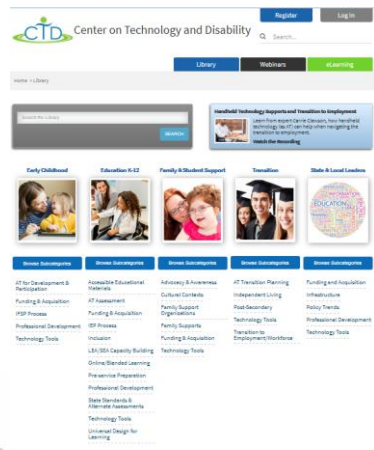 Register
Log In
CTD
Center on Technology and Disability
Search...
Library
Webinars
eLearning
Home > Library
Search the Library
SEARCH
Handheld Technology Supports and Transition to Employment
Learn from expert Carrie Clawson, how handheld
technology (as AT) can help when navigating the
transition to employment.
Watch the Recording
Early Childhood
Education K-12
Family & Student Support
Transition
State & Local Leaders
INFORMATION
EDUCATION
Browse Subcategories
Browse Subcategories
Browse Subcategories
Browse Subcategories
Browse Subcategories
AT for Development &
Participation
Funding & Acquisition
IFSP Process
Professional Development
Technology Tools
Accessible Educational
Materials
AT Assessment
Funding & Acquisition
IEP Process
Inclusion
LEA/SEA Capacity Building
Online/Blended Learning
Pre-service Preparation
Professional Development
State Standards &
Alternate Assessments
Technology Tools
Universal Design for
Learning
Advocacy & Awareness
Cultural Contexts
Family Support
Organizations
Family Supports
Funding & Acquisition
Technology Tools
AT Transition Planning
Independent Living
Post-Secondary
Technology Tools
Transition to
Employment/Workforce
Funding and Acquisition
Infrastructure
Policy Trends
Professional Development
Technology Tools